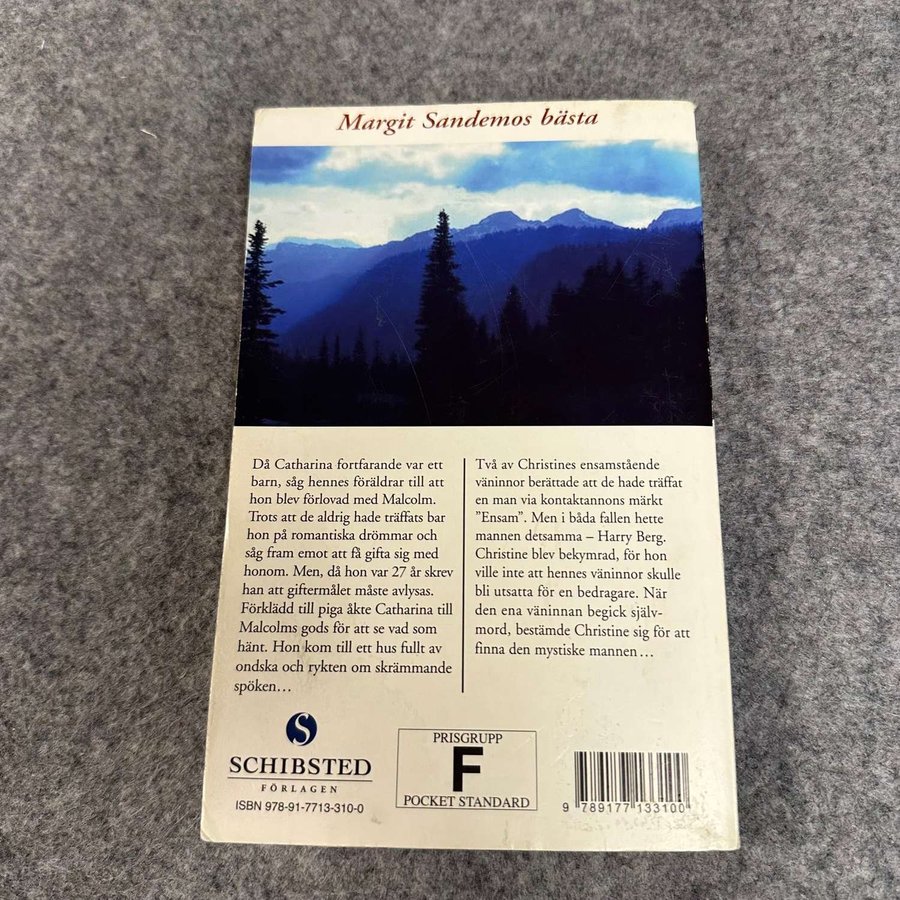 Margit Sandemos bästa
Då Catharina fortfarande var ett
barn, såg hennes föräldrar till att
hon blev förlovad med Malcolm.
Trots att de aldrig hade träffats bar
hon på romantiska drömmar och
såg fram emot att få gifta sig med
honom. Men, då hon var 27 år skrev
han att giftermålet måste avlysas.
Förklädd till piga åkte Catharina till
Malcolms gods för att se vad som
hänt. Hon kom till ett hus fullt av
ondska och rykten om skrämmande
spöken…
Två av Christines ensamstående
väninnor berättade att de hade träffat
en man via kontaktannons märkt
”Ensam”. Men i båda fallen hette
mannen detsamma – Harry Berg.
Christine blev bekymrad, för hon
ville inte att hennes väninnor skulle
bli utsatta för en bedragare. När
den ena väninnan begick själv-
mord, bestämde Christine sig för att
finna den mystiske mannen…
S
SCHIBSTED
FÖRLAGEN
ISBN 978-91-7713-310-0
PRISGRUPP
F
POCKET STANDARD
9 789177 133100